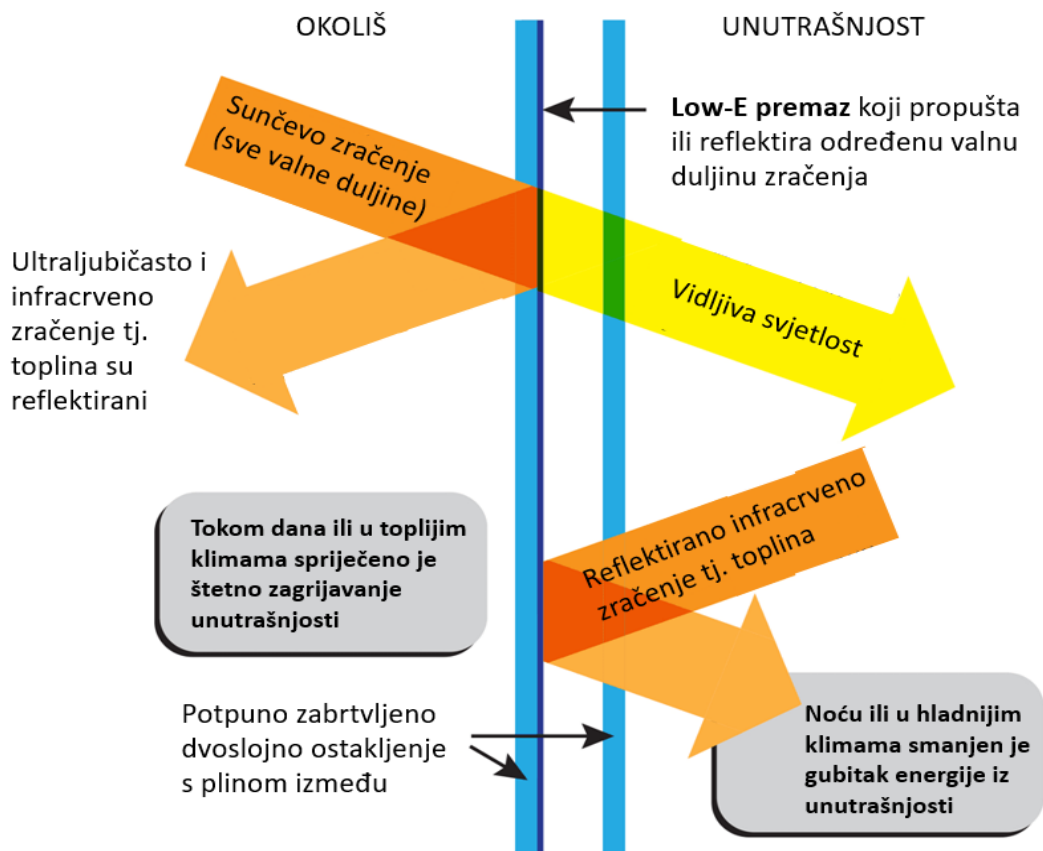 OKOLIŠ
UNUTRAŠNJOST
Sunčevo zračenje
(sve valne duljine)
Low-E premaz koji propušta
ili reflektira određenu valnu
duljinu zračenja
Ultraljubičasto i
infracrveno
zračenje tj.
toplina su
reflektirani
Vidljiva svjetlost
Tokom dana ili u toplijim
klimama spriječeno je
štetno zagrijavanje
unutrašnjosti
Reflektirano infracrveno
zračenje tj. toplina
Potpuno zabrtvljeno
dvoslojno ostakljenje
s plinom između
Noću ili u hladnijim
klimama smanjen je
gubitak energije iz
unutrašnjosti